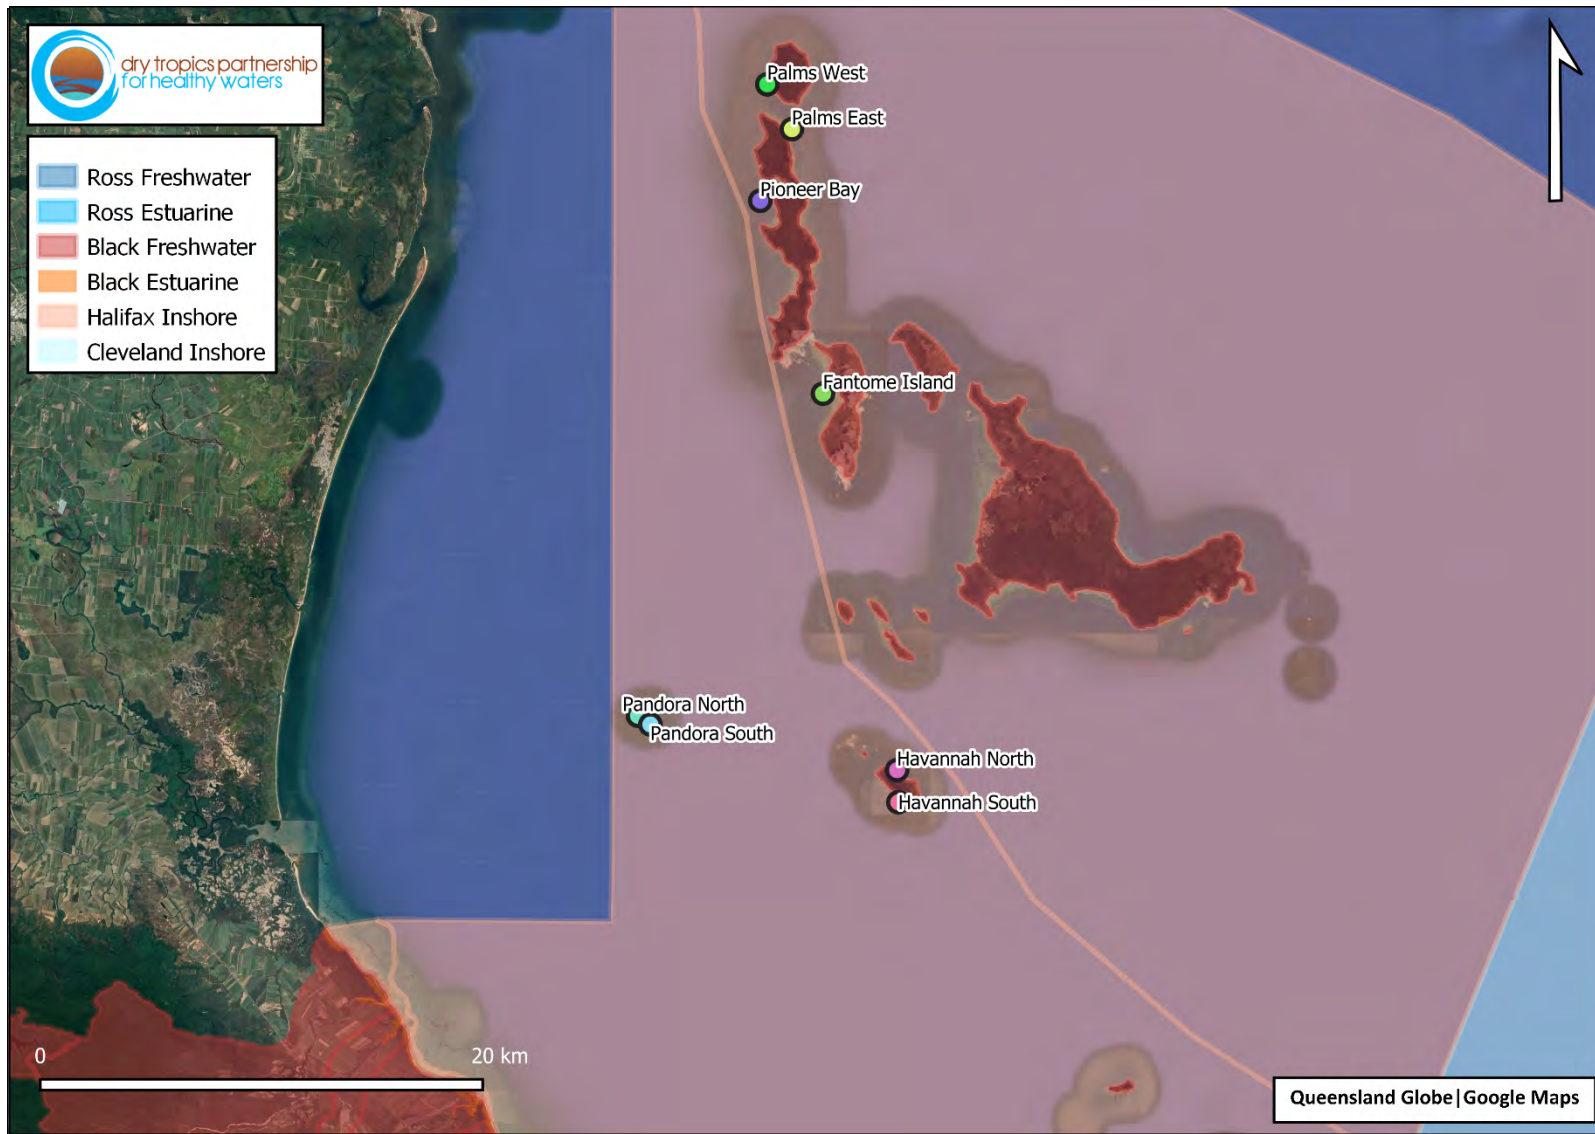 dry tropics partnership
for healthy waters
Ross Freshwater
Ross Estuarine
Black Freshwater
Black Estuarine
Halifax Inshore
Cleveland Inshore
Palms West
Palms East
Pioneer Bay
Fantome Island
Pandora North
Pandora South
Havannah North
Havannah South
0 20 km
Queensland Globe|Google Maps